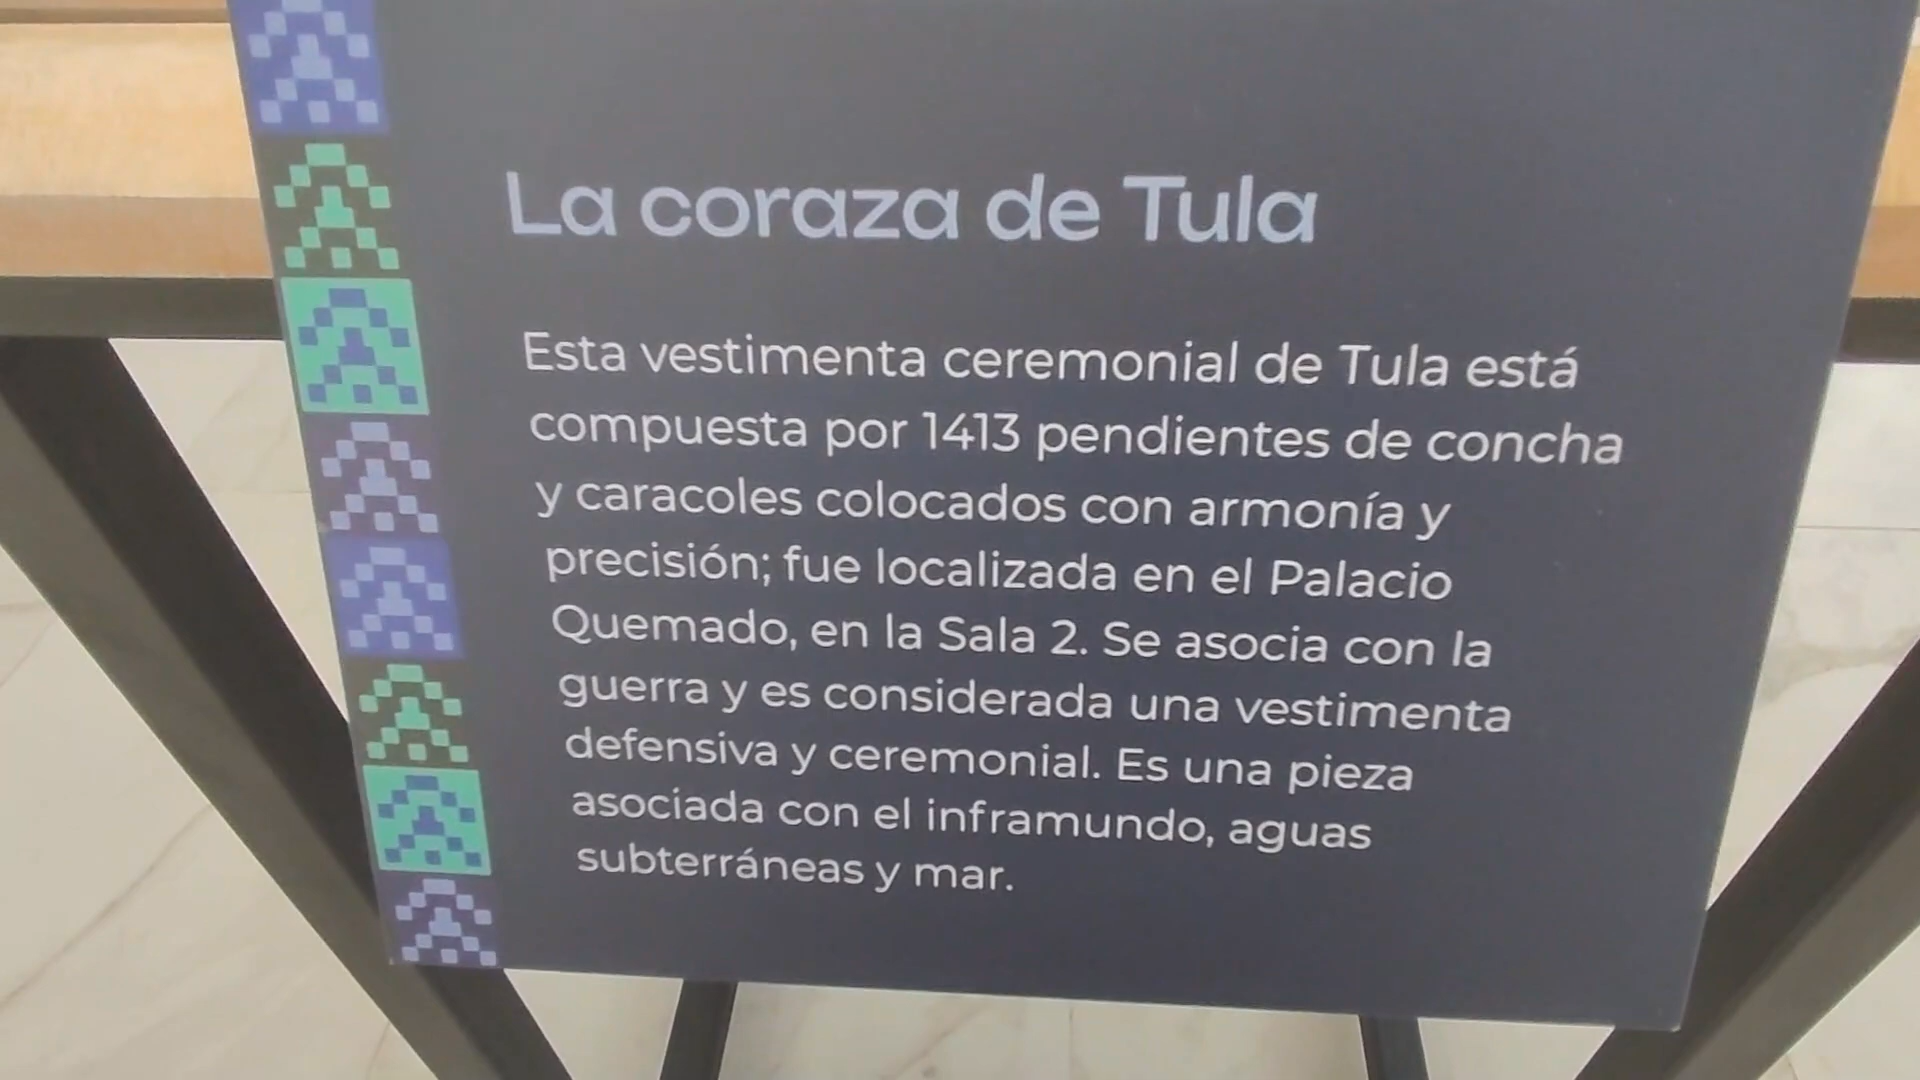 La coraza de Tula
Esta vestimenta ceremonial de Tula está
compuesta por 1413 pendientes de concha
y caracoles colocados con armonía y
precisión; fue localizada en el Palacio
Quemado, en la Sala 2. Se asocia con la
guerra y es considerada una vestimenta
defensiva y ceremonial. Es una pieza
asociada con el inframundo, aguas
subterráneas y mar.